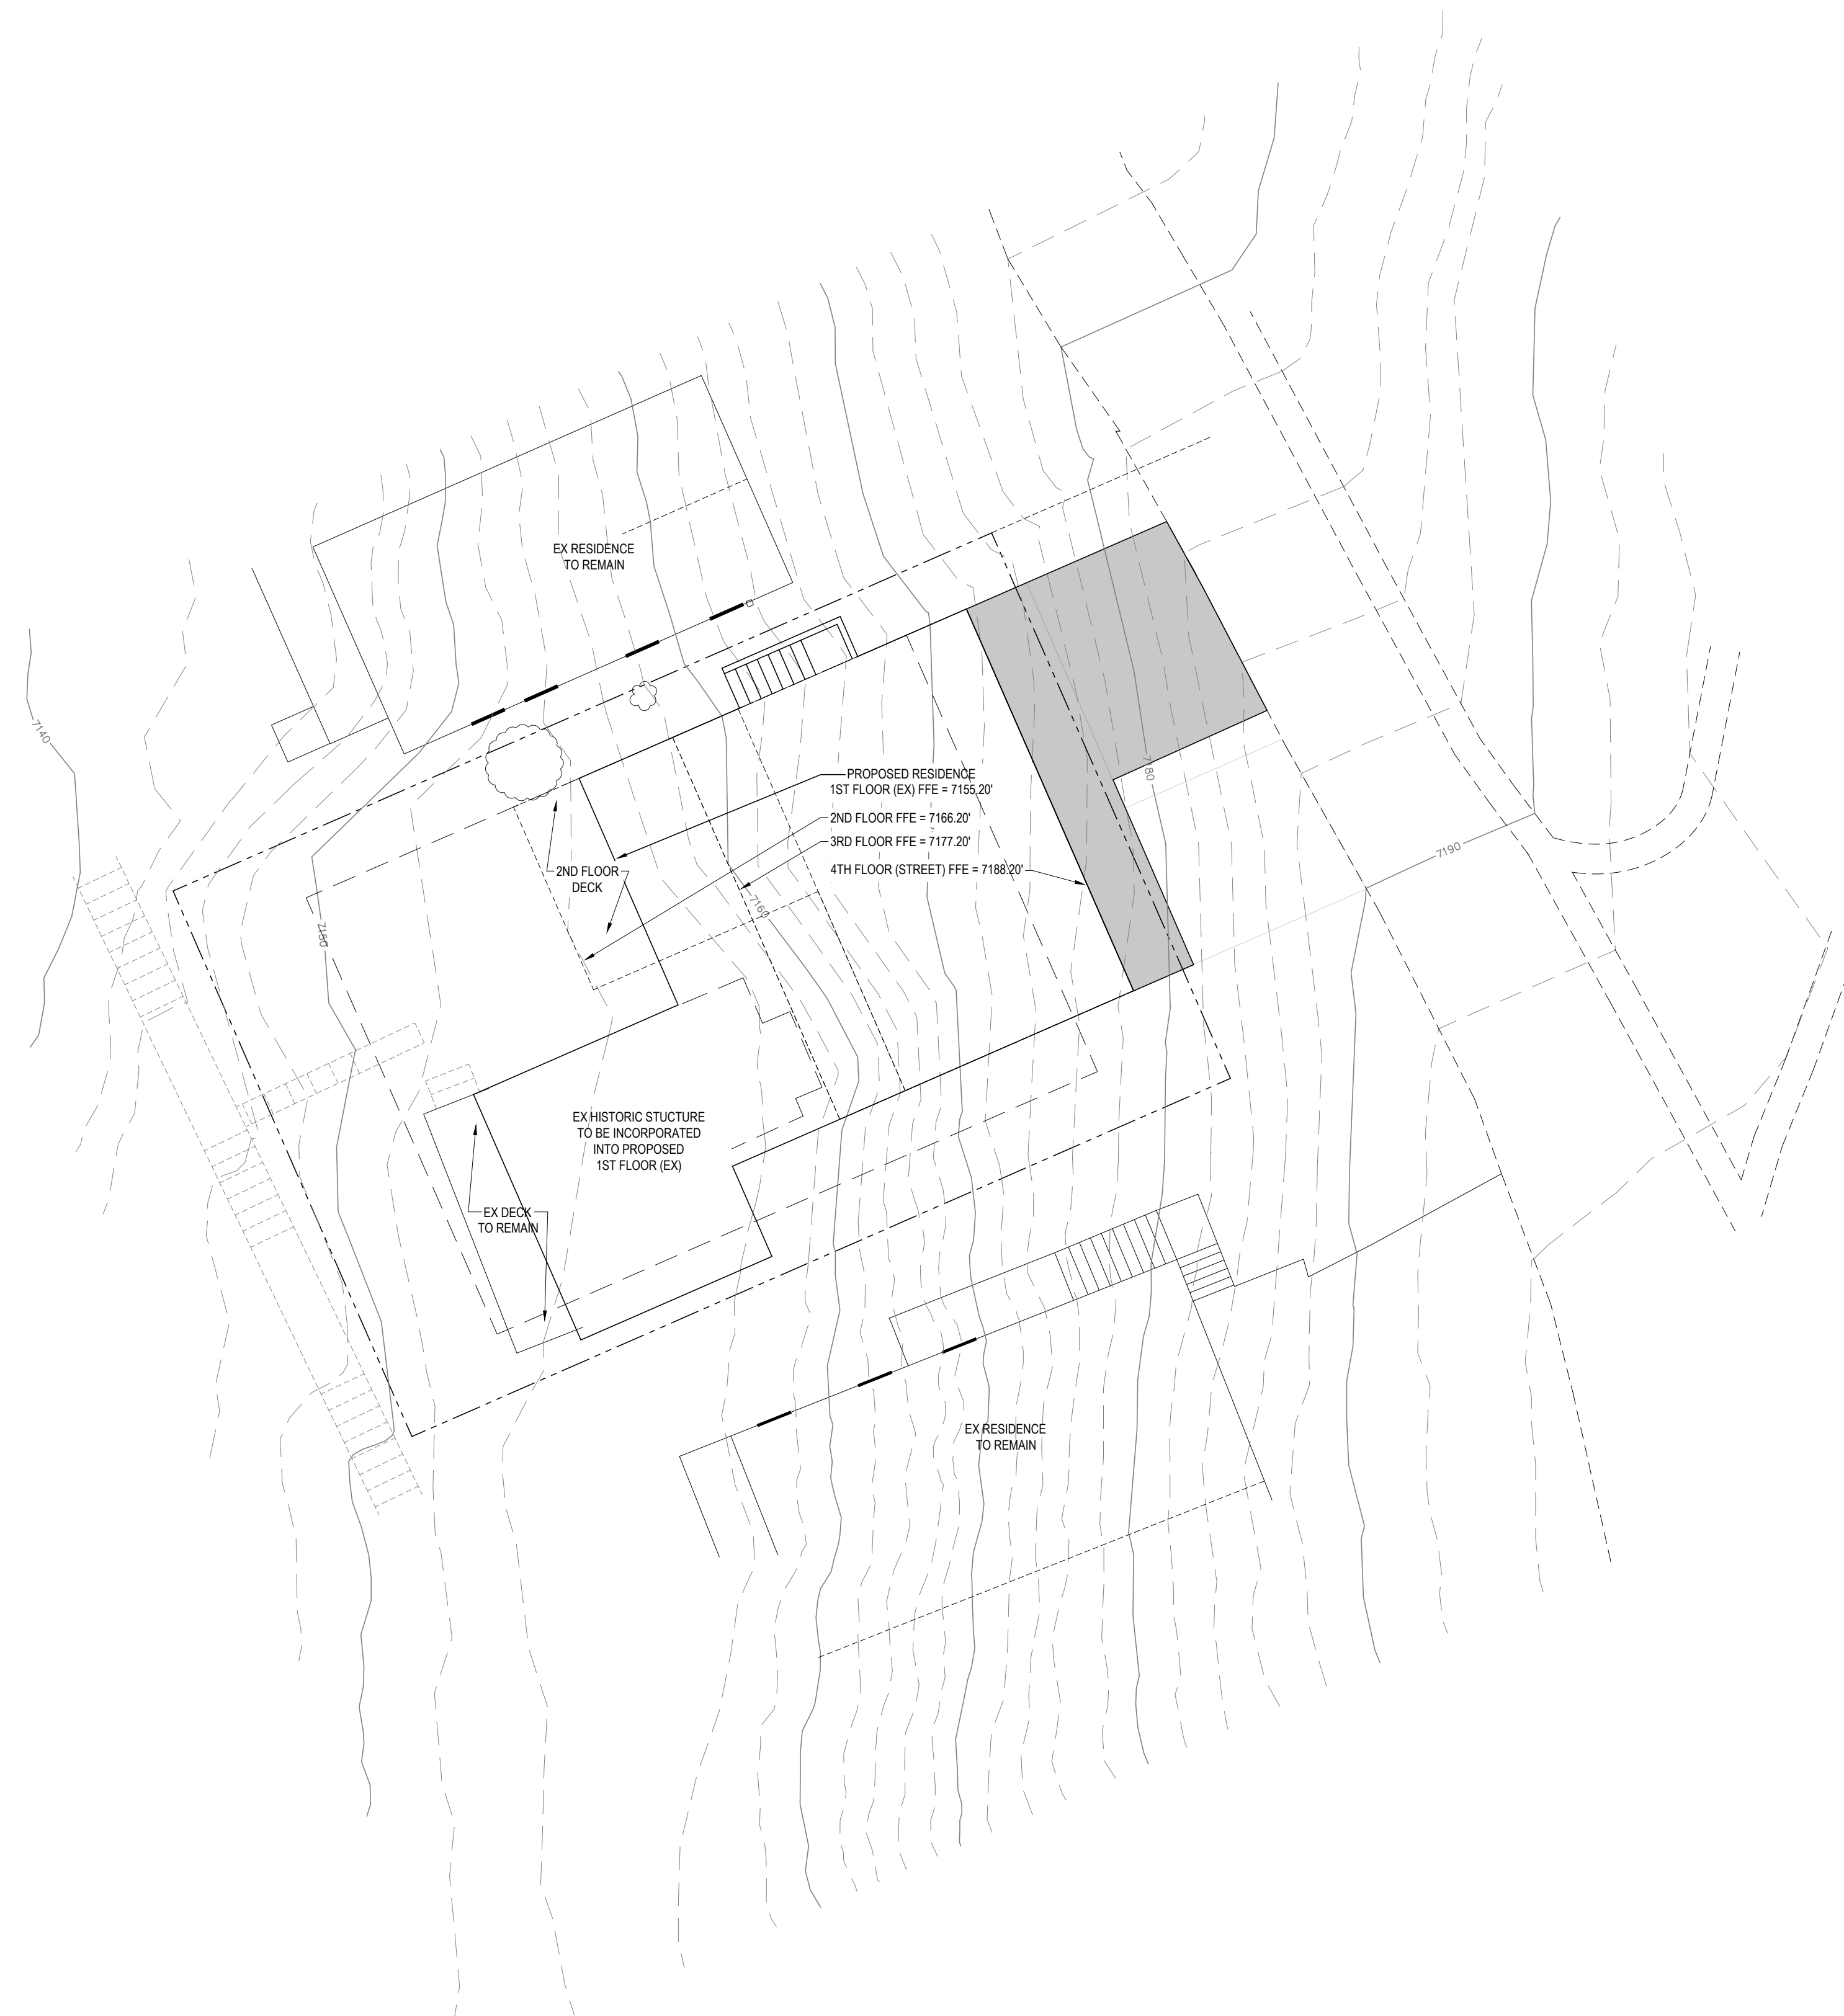 EX RESIDENCE
TO REMAIN
7140
PROPOSED RESIDENCE
1ST FLOOR (EX) FFE = 7155.20'
2ND FLOOR FFE = 7166.20'
3RD FLOOR FFE = 7177.20'
4TH FLOOR (STREET) FFE = 7188.20'
7180
7190
2ND FLOOR
DECK
7160
7150
EX HISTORIC STUCTURE
TO BE INCORPORATED
INTO PROPOSED
1ST FLOOR (EX)
EX DECK
TO REMAIN
EX RESIDENCE
TO REMAIN